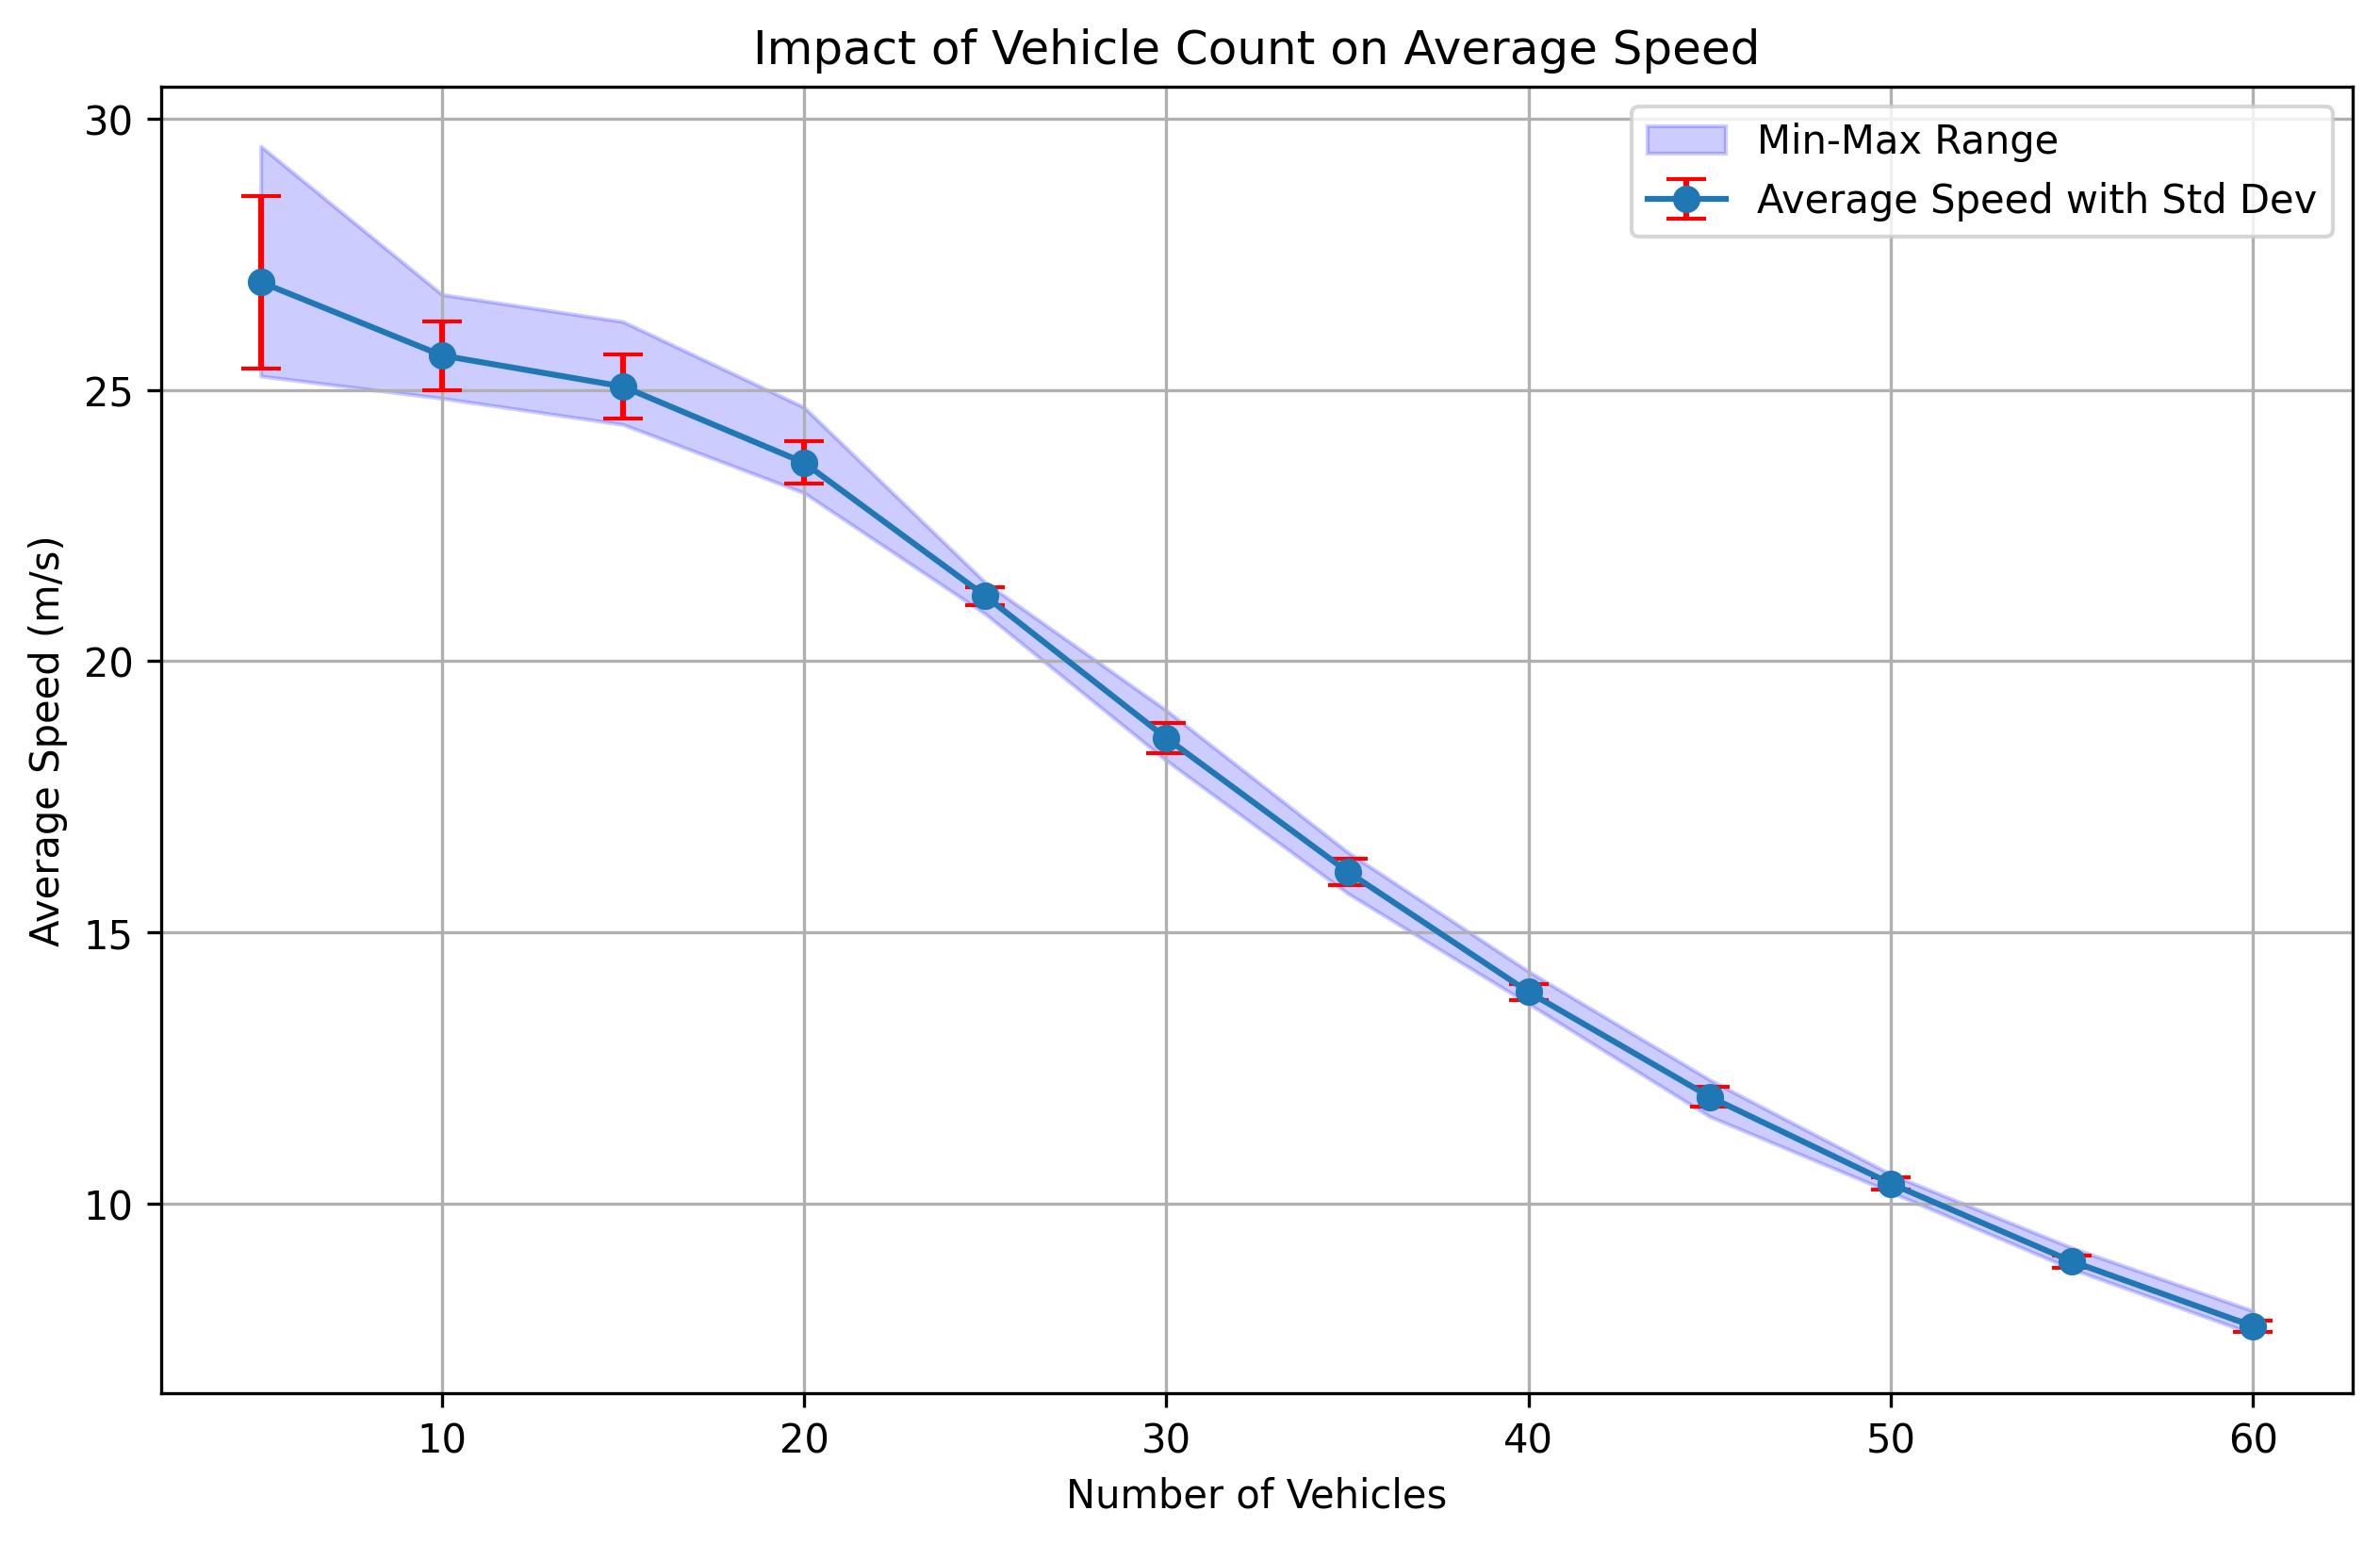 Impact of Vehicle Count on Average Speed
30
25
20
15
10
Average Speed (m/s)
Min-Max Range
Average Speed with Std Dev
10 20 30 40 50 60
Number of Vehicles